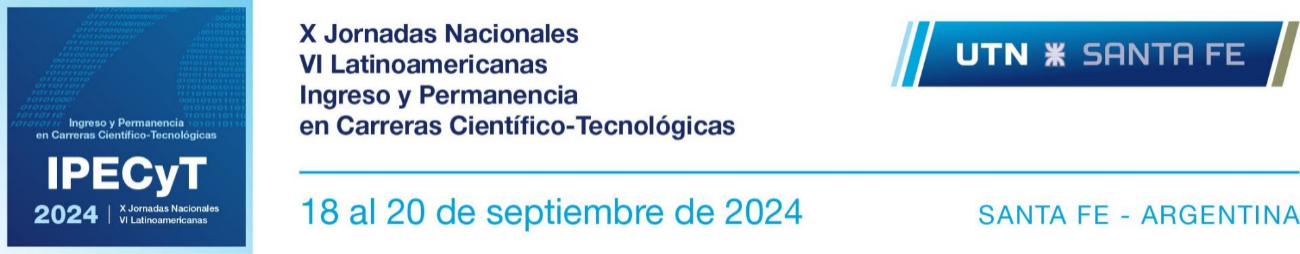 Ingreso y Permanencia
en Carreras Científico-Tecnológicas
IPECyT
2024
X Jornadas Nacionales
VI Latinoamericanas
X Jornadas Nacionales
VI Latinoamericanas
Ingreso y Permanencia
en Carreras Científico-Tecnológicas
UTN SANTA FE
18 al 20 de septiembre de 2024
SANTA FE - ARGENTINA